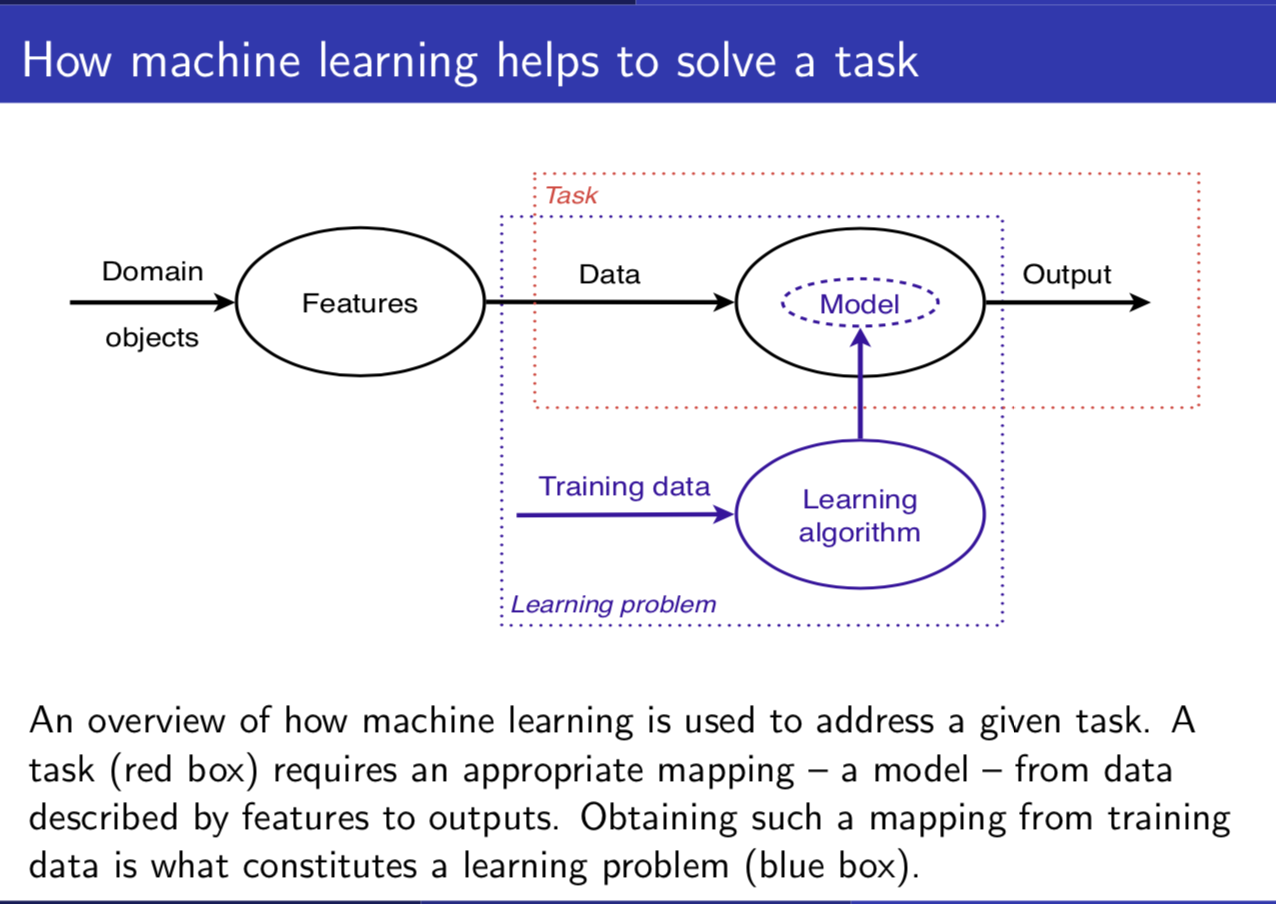 How machine learning helps to solve a task
Task
Domain
objects
Features
Data
Model
Output
Training data
Learning
algorithm
Learning problem
An overview of how machine learning is used to address a given task. A
task (red box) requires an appropriate mapping – a model – from data
described by features to outputs. Obtaining such a mapping from training
data is what constitutes a learning problem (blue box).